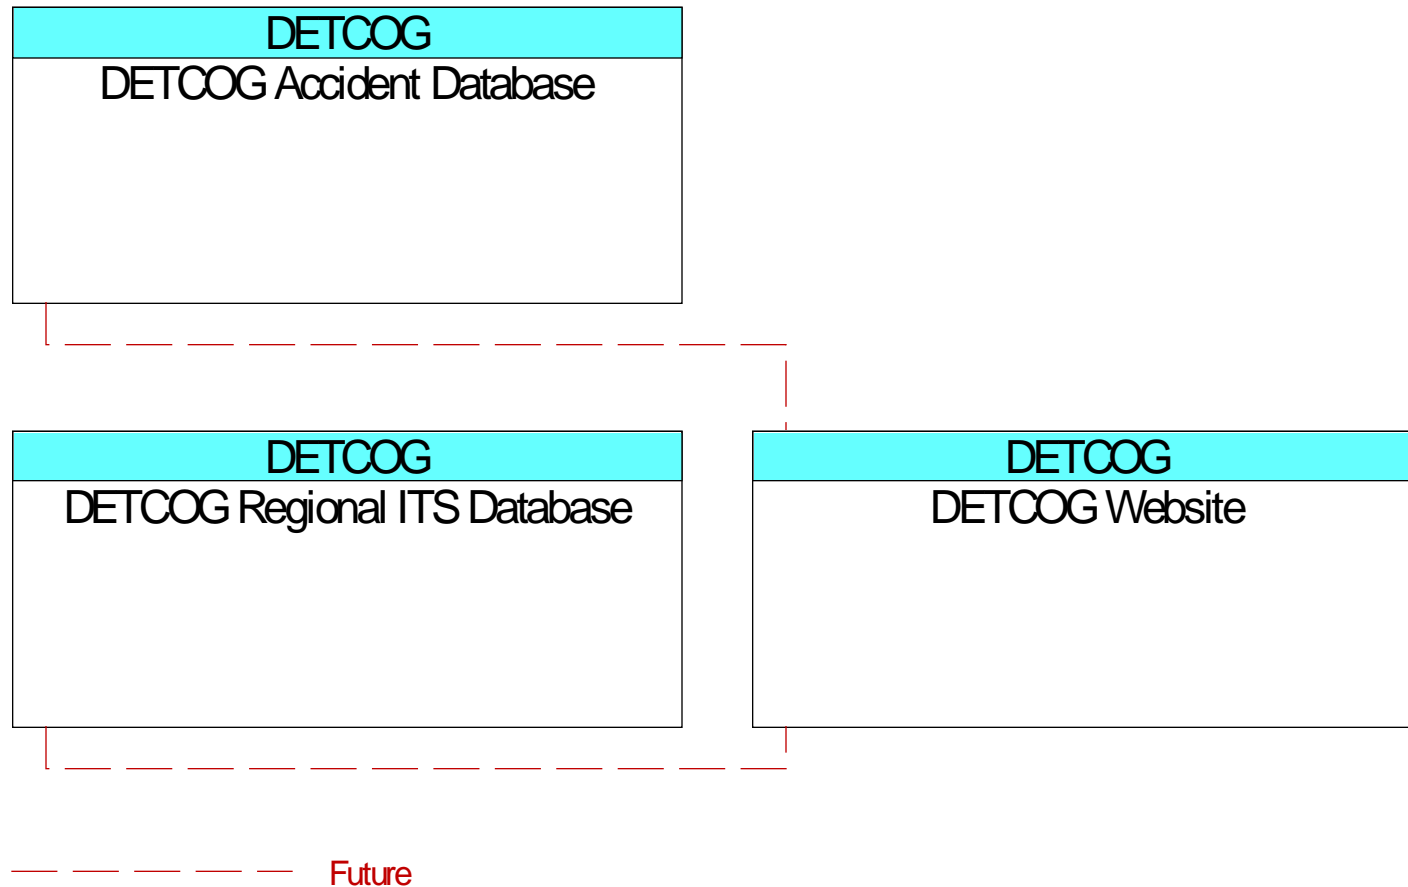 DETCOG
DETCOG Accident Database
DETCOG
DETCOG Regional ITS Database
DETCOG
DETCOG Website
Future